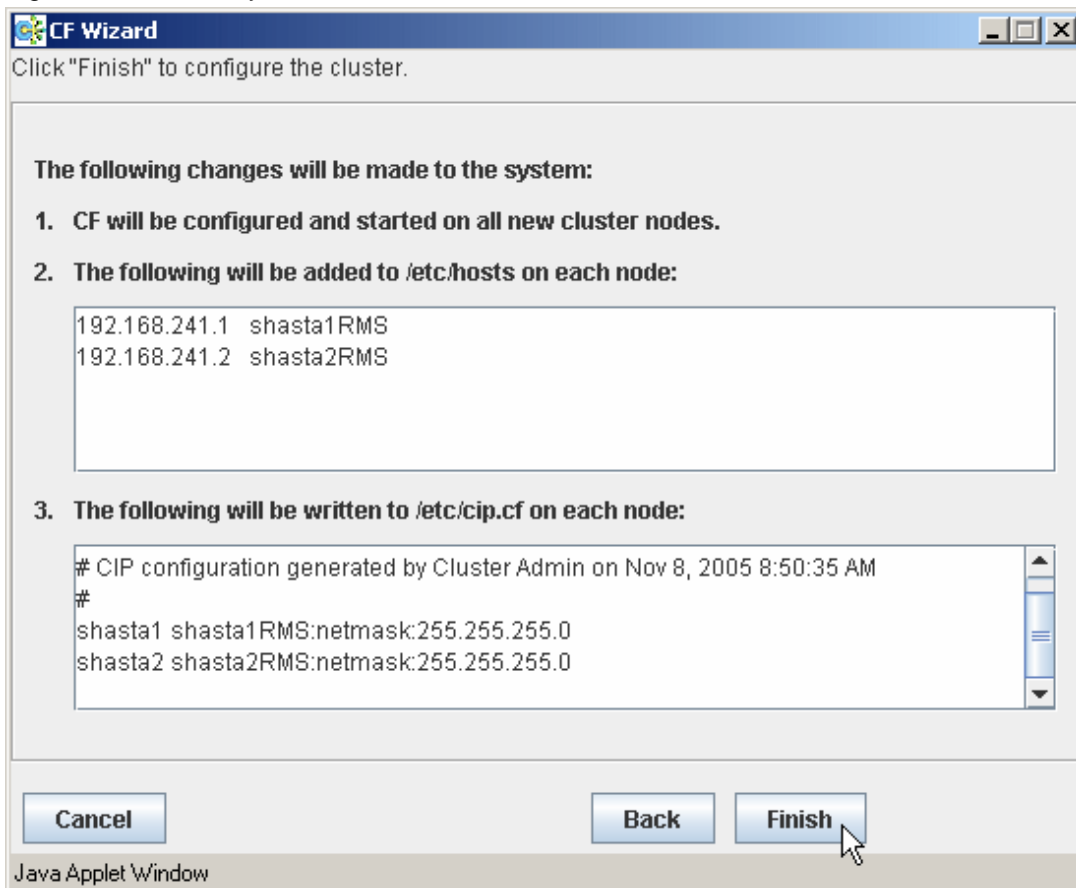 CF Wizard
Click "Finish" to configure the cluster.
The following changes will be made to the system:
1. CF will be configured and started on all new cluster nodes.
2. The following will be added to /etc/hosts on each node:
192.168.241.1 shasta1RMS
192.168.241.2 shasta2RMS
3. The following will be written to /etc/cip.cf on each node:
# CIP configuration generated by Cluster Admin on Nov 8, 2005 8:50:35 AM
#
shasta1 shasta1RMS:netmask:255.255.255.0
shasta2 shasta2RMS:netmask:255.255.255.0
Cancel Back Finish
Java Applet Window